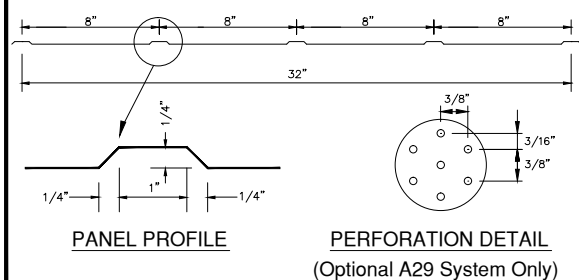 8" 8" 8" 8"
32"
1/4"
1/4" 1" 1/4"
PANEL PROFILE
3/8"
3/16"
3/8"
PERFORATION DETAIL
(Optional A29 System Only)